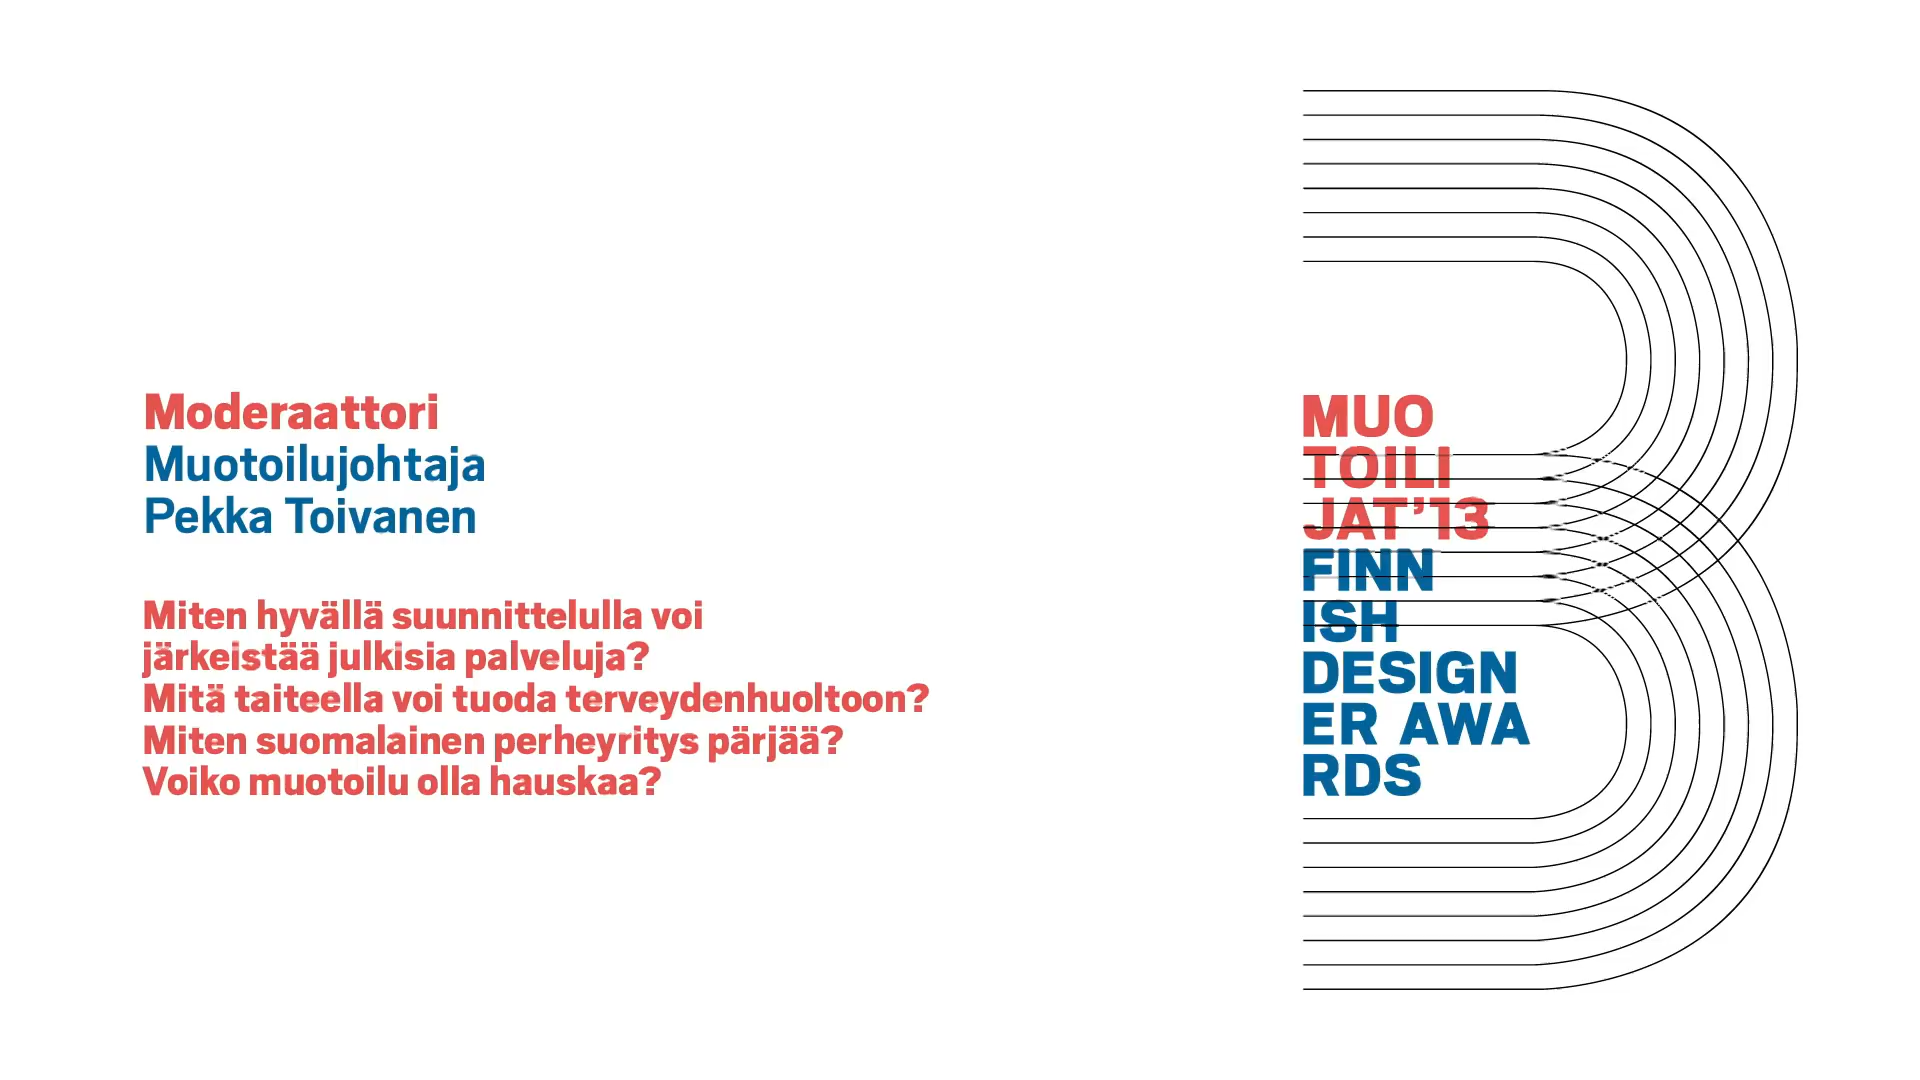 Moderaattori
Muotoilujohtaja
Pekka Toivanen
Miten hyvällä suunnittelulla voi
järkeistää julkisia palveluja?
Mitä taiteella voi tuoda terveydenhuoltoon?
Miten suomalainen perheyritys pärjää?
Voiko muotoilu olla hauskaa?
MUO
TOILI
JAT’13
FINN
ISH
DESIGN
ER AWA
RDS